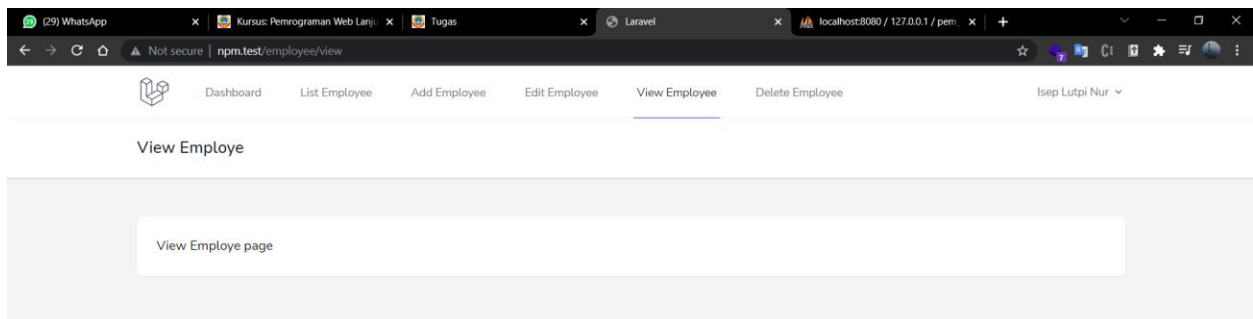 (29) WhatsApp
Kursus: Pemrograman Web Lanju
Tugas
Laravel
localhost:8080 / 127.0.0.1 / pem_
Not secure | npm.test/employee/view
7
Dashboard List Employee Add Employee Edit Employee View Employee Delete Employee Isep Lutpi Nur
View Employe
View Employe page